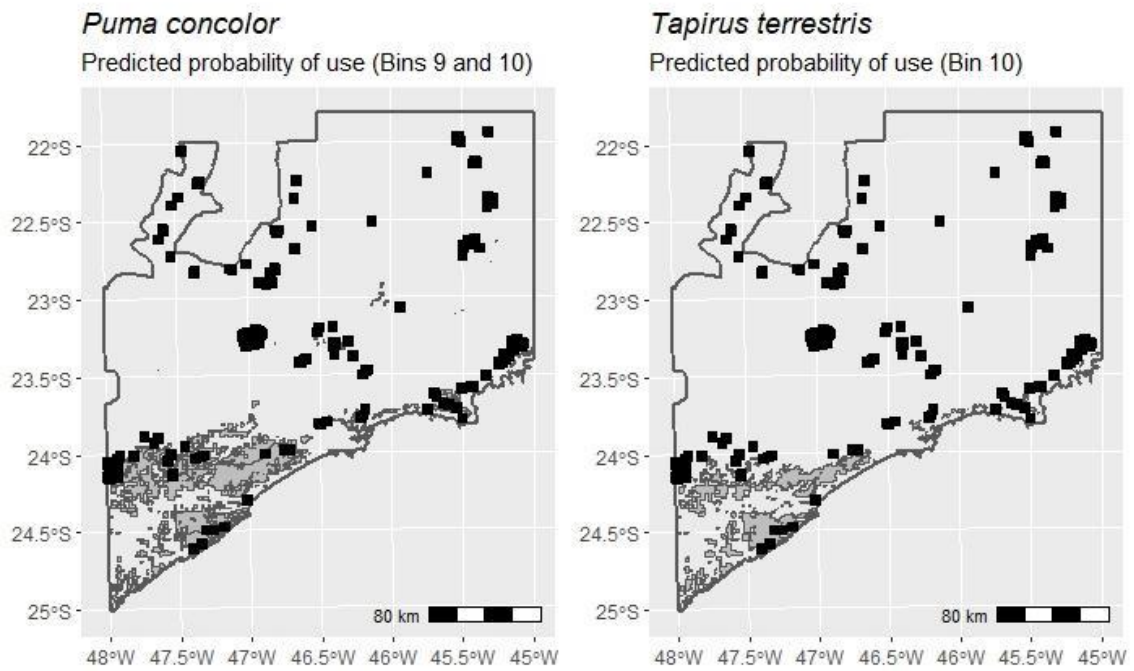 Puma concolor
Predicted probability of use (Bins 9 and 10)
22°S
22.5°S
23°S
23.5°S
24°S
24.5°S
25°S
80 km
48°W 47.5°W 47°W 46.5°W 46°W 45.5°W 45°W
Tapirus terrestris
Predicted probability of use (Bin 10)
22°S
22.5°S
23°S
23.5°S
24°S
24.5°S
25°S
80 km
48°W 47.5°W 47°W 46.5°W 46°W 45.5°W 45°W